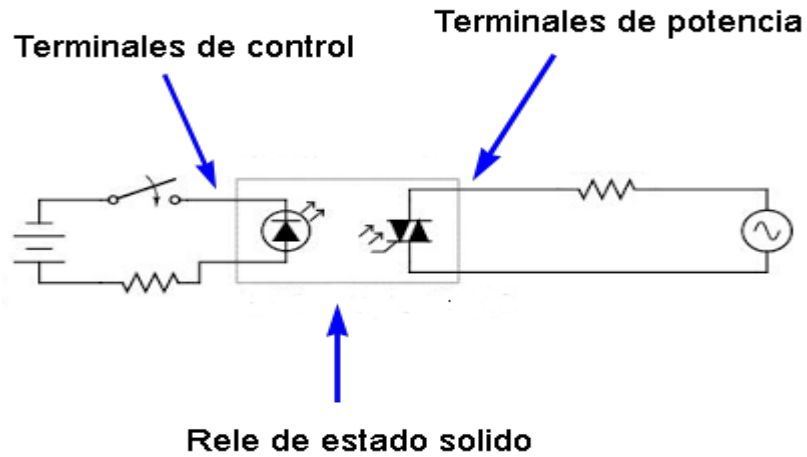 Terminales de potencia
Terminales de control
Rele de estado solido